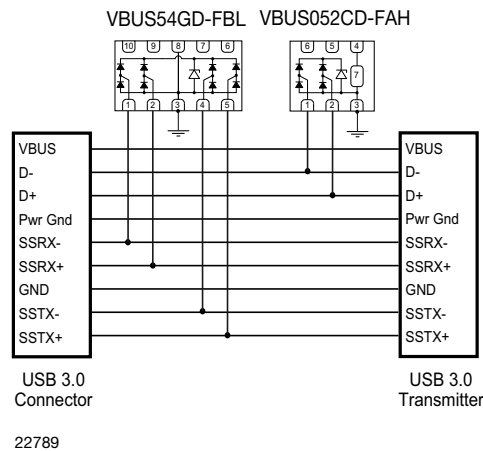 VBUS54GD-FBL VBUS052CD-FAH
10 9 8 7 6
6 5 4
7
1 2 3 4 5
1 2 3
VBUS VBUS
D- D-
D+ D+
Pwr Gnd Pwr Gnd
SSRX- SSRX-
SSRX+ SSRX+
GND GND
SSTX- SSTX-
SSTX+ SSTX+
USB 3.0 USB 3.0
Connector Transmitter
22789